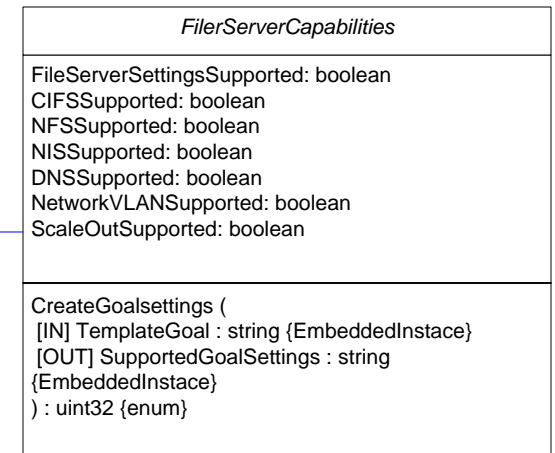 FilerServerCapabilities
FileServerSettingsSupported: boolean
CIFSSupported: boolean
NFSSupported: boolean
NISSupported: boolean
DNSSupported: boolean
NetworkVLANSupported: boolean
ScaleOutSupported: boolean
CreateGoalsettings (
[IN] TemplateGoal : string {EmbeddedInstace}
[OUT] SupportedGoalSettings : string
{EmbeddedInstace}
) : uint32 {enum}